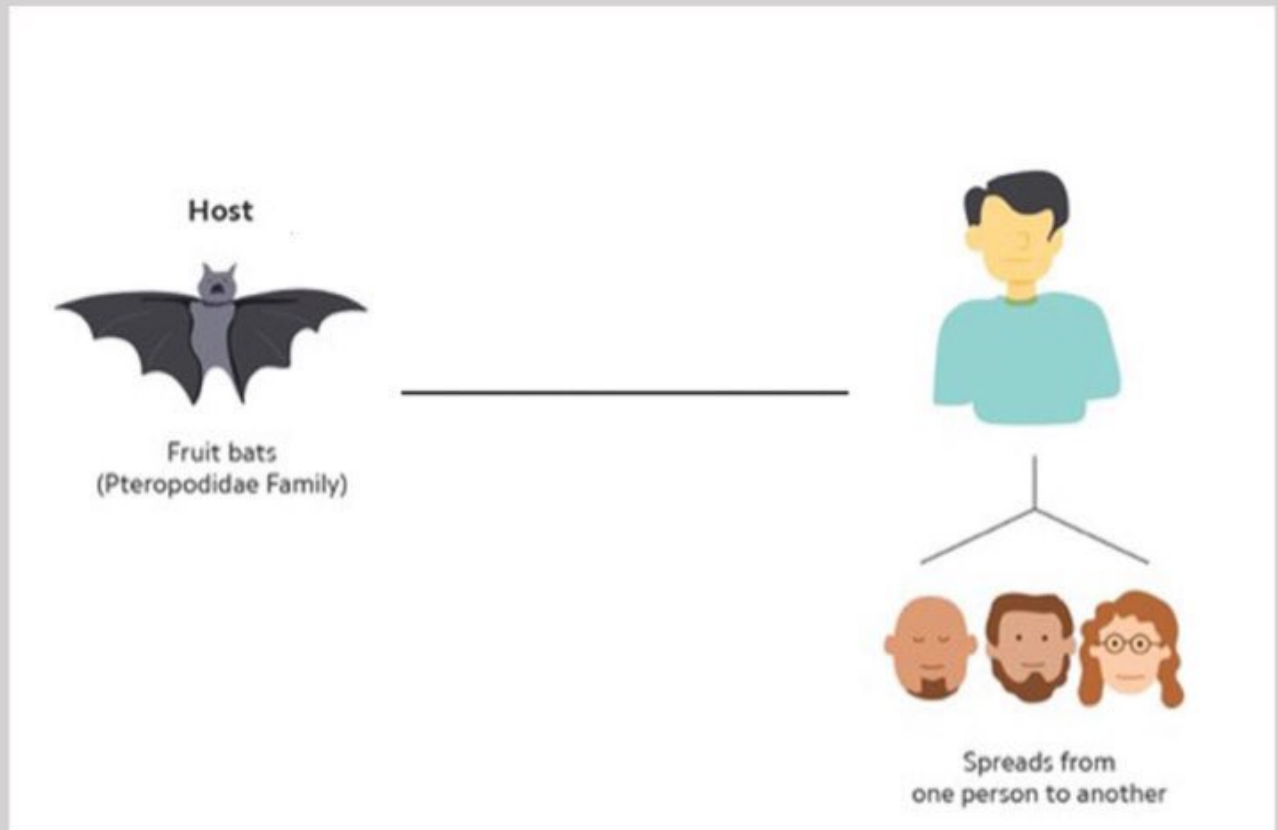 Host
Fruit bats
(Pteropodidae Family)
Spreads from
one person to another